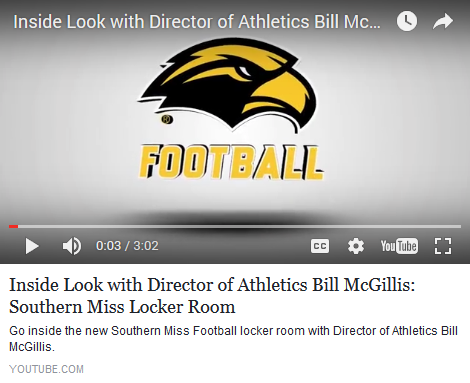 Inside Look with Director of Athletics Bill Mc...
®
FOOTBALL
0:03 / 3:02
CC
YouTube
Inside Look with Director of Athletics Bill McGillis:
Southern Miss Locker Room
Go inside the new Southern Miss Football locker room with Director of Athletics Bill
McGillis.
YOUTUBE.COM